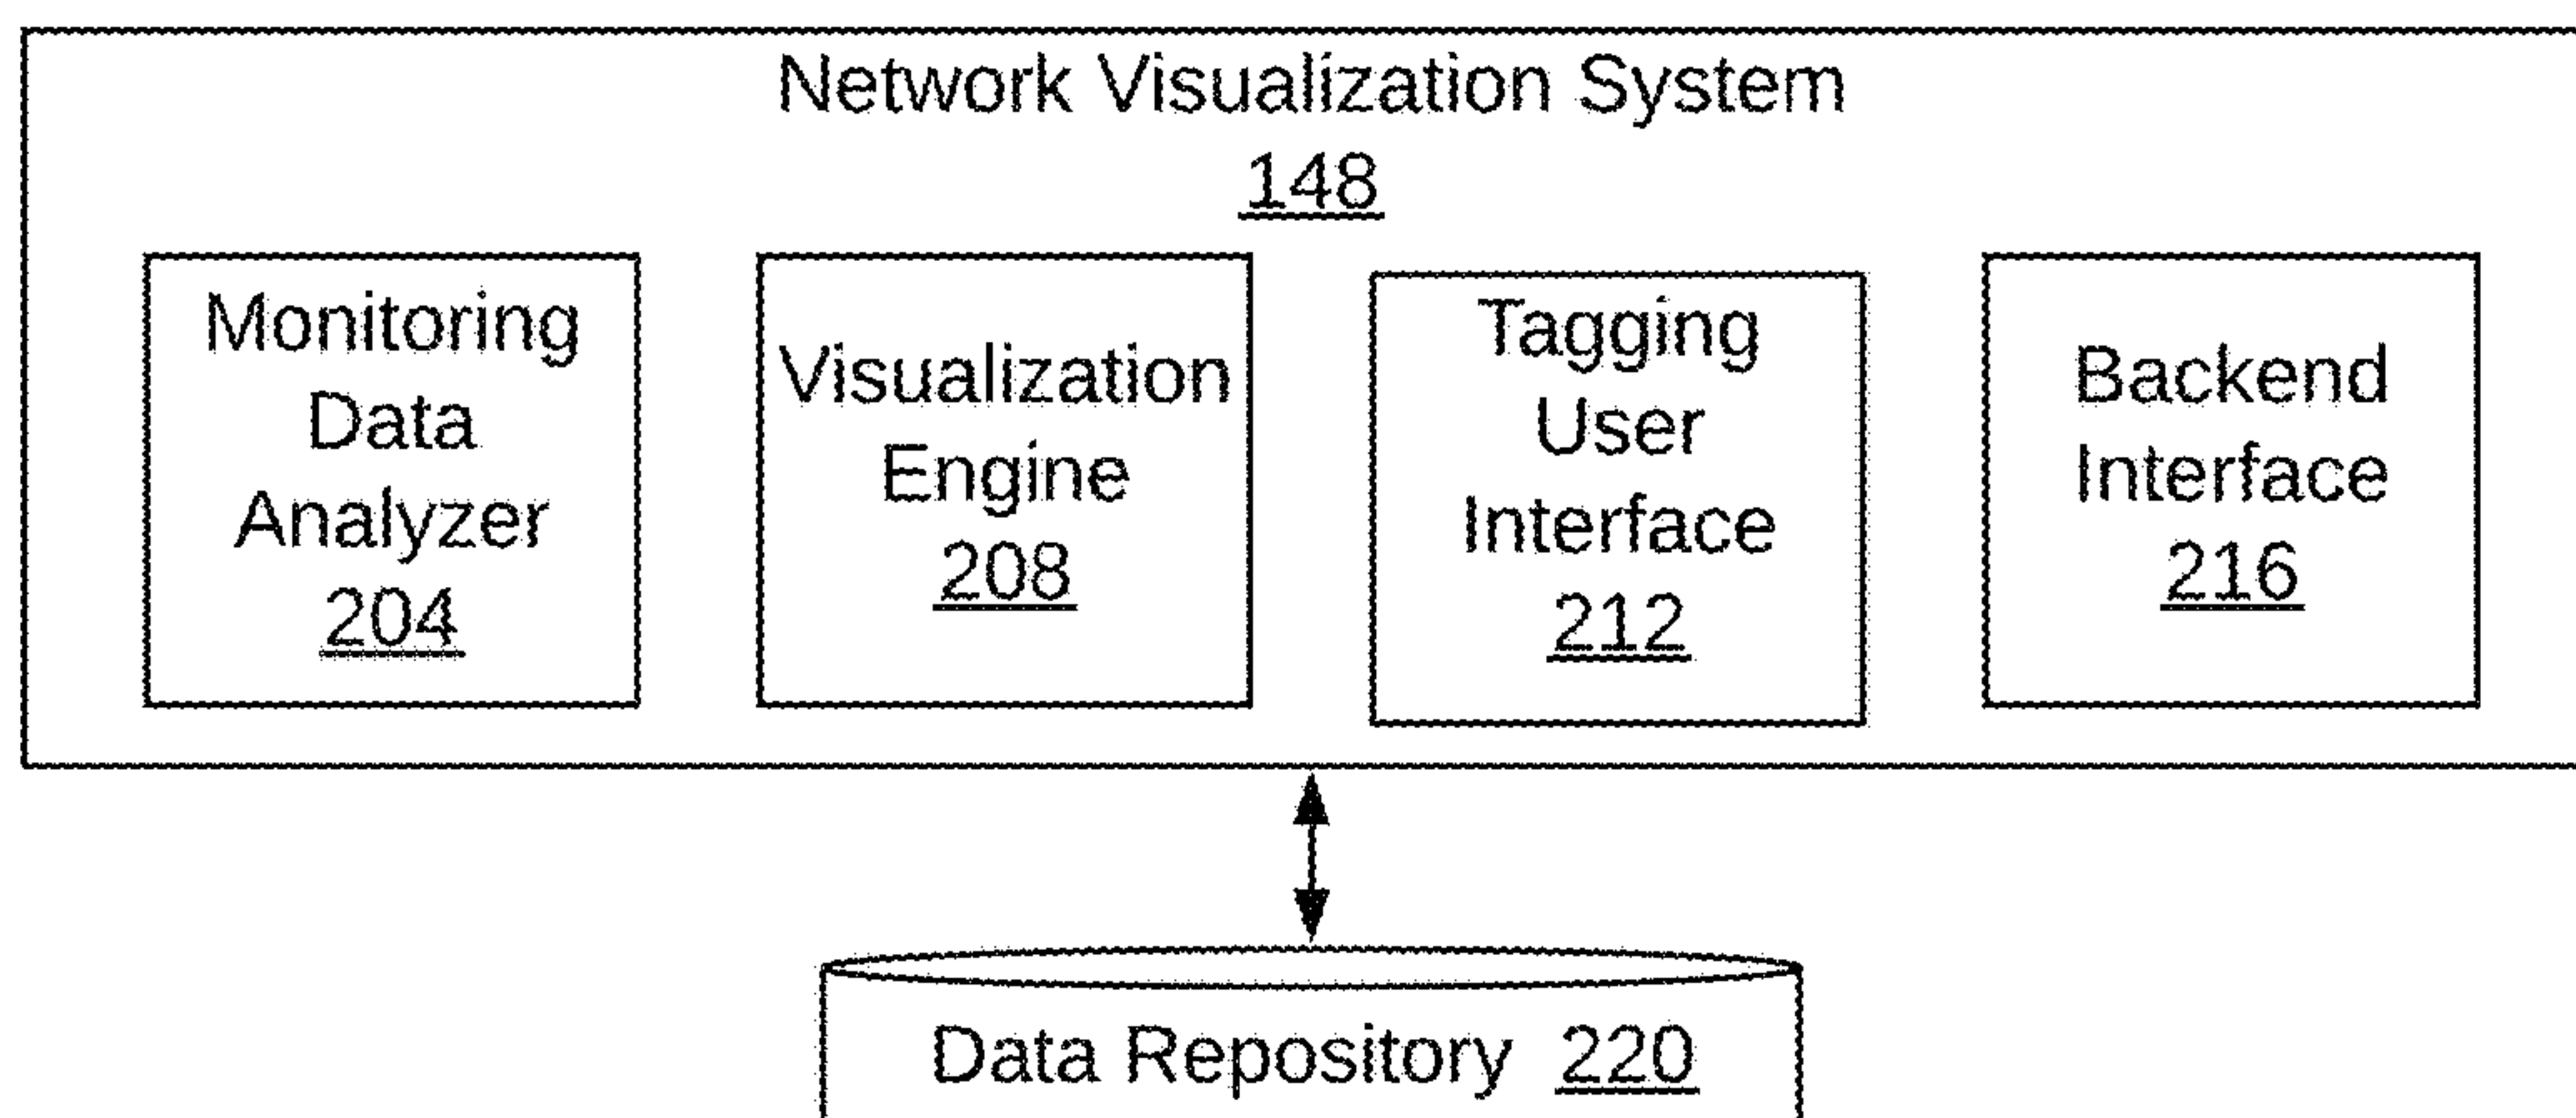 Network Visualization System
148
Monitoring
Data
Analyzer
204
Visualization
Engine
208
Tagging
User
Interface
212
Backend
Interface
216
Data Repository 220